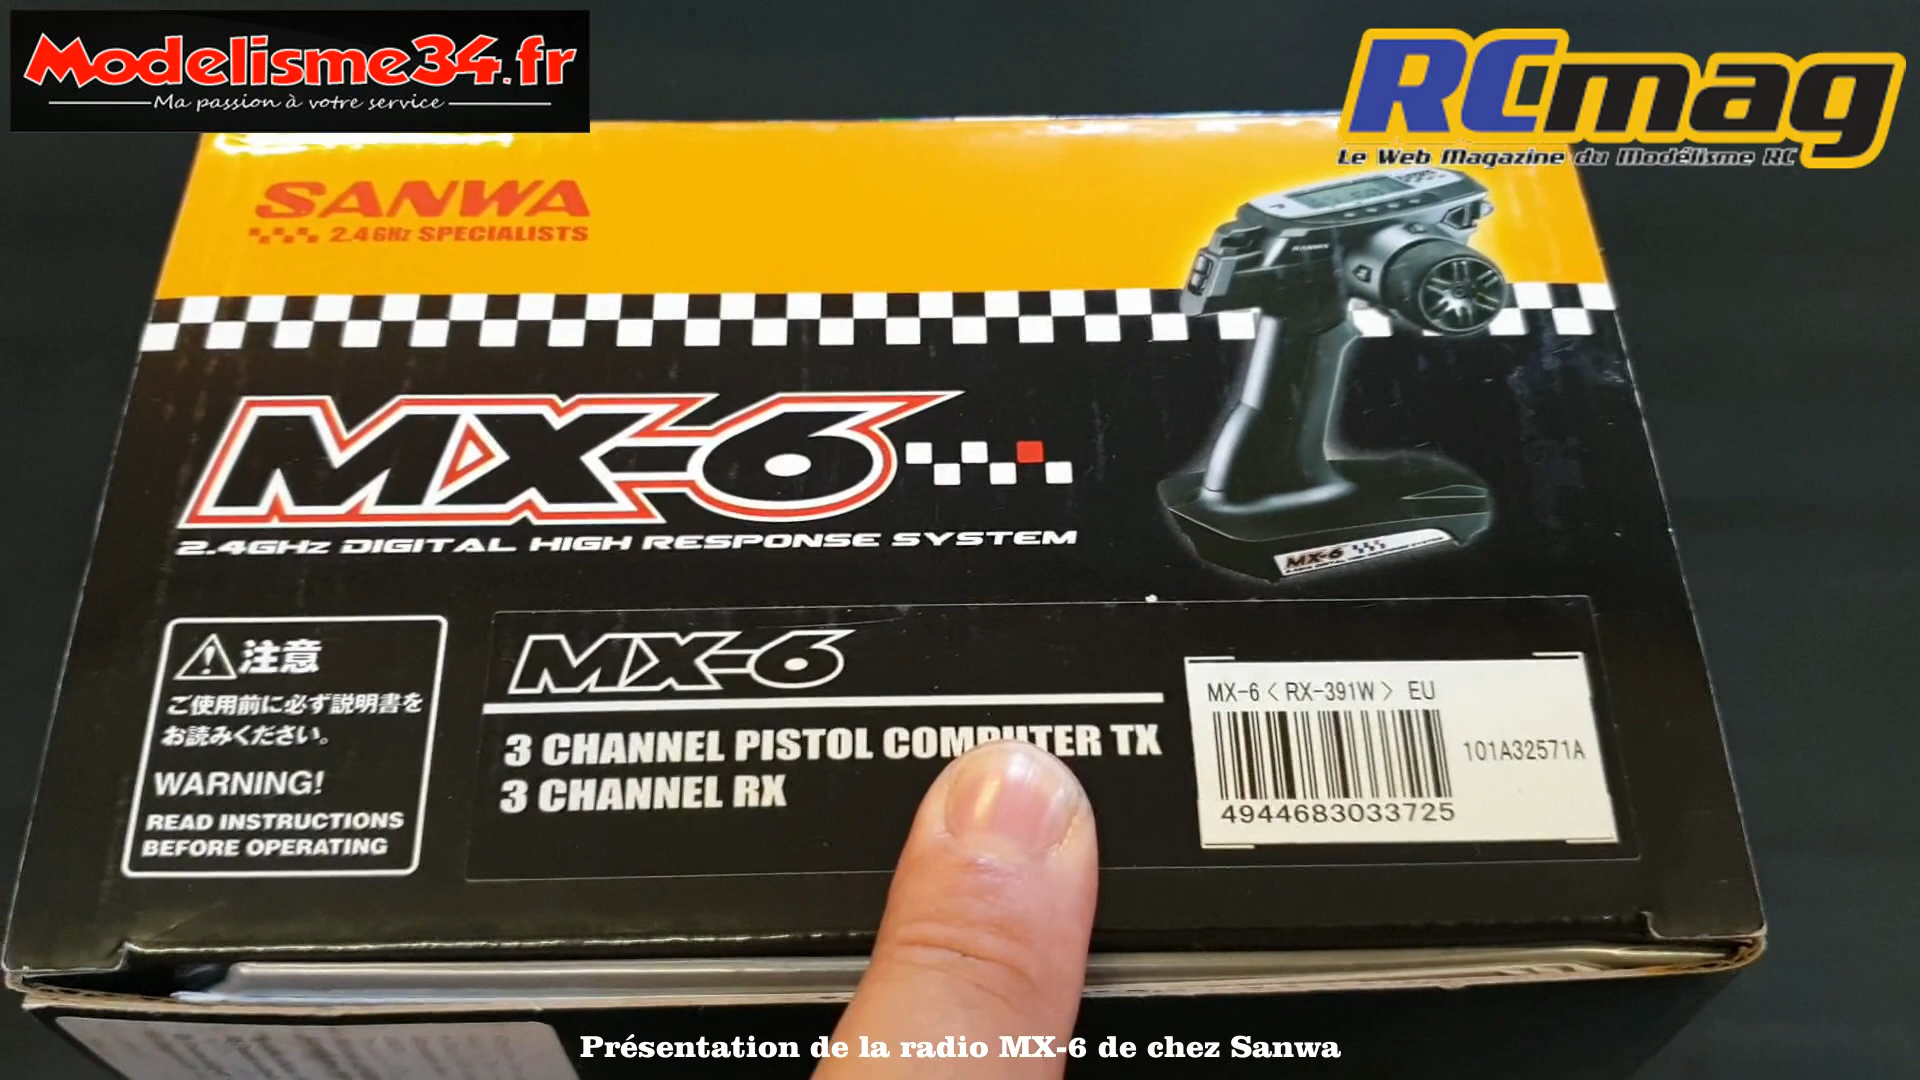 Modelisme34.fr
Ma passion à votre service
RCmag
Le Web Magazine du Modélisme RC
SANWA
2.4GHz SPECIALISTS
MX-6
2.4GHz DIGITAL HIGH RESPONSE SYSTEM
SANWA
MX-6
注意
ご使用前に必ず説明書を
お読みください。
WARNING!
READ INSTRUCTIONS
BEFORE OPERATING
MX-6
3 CHANNEL PISTOL COMPUTER TX
3 CHANNEL RX
MX-6 < RX-391W > EU
101A32571A
4944683033725
Présentation de la radio MX-6 de chez Sanwa